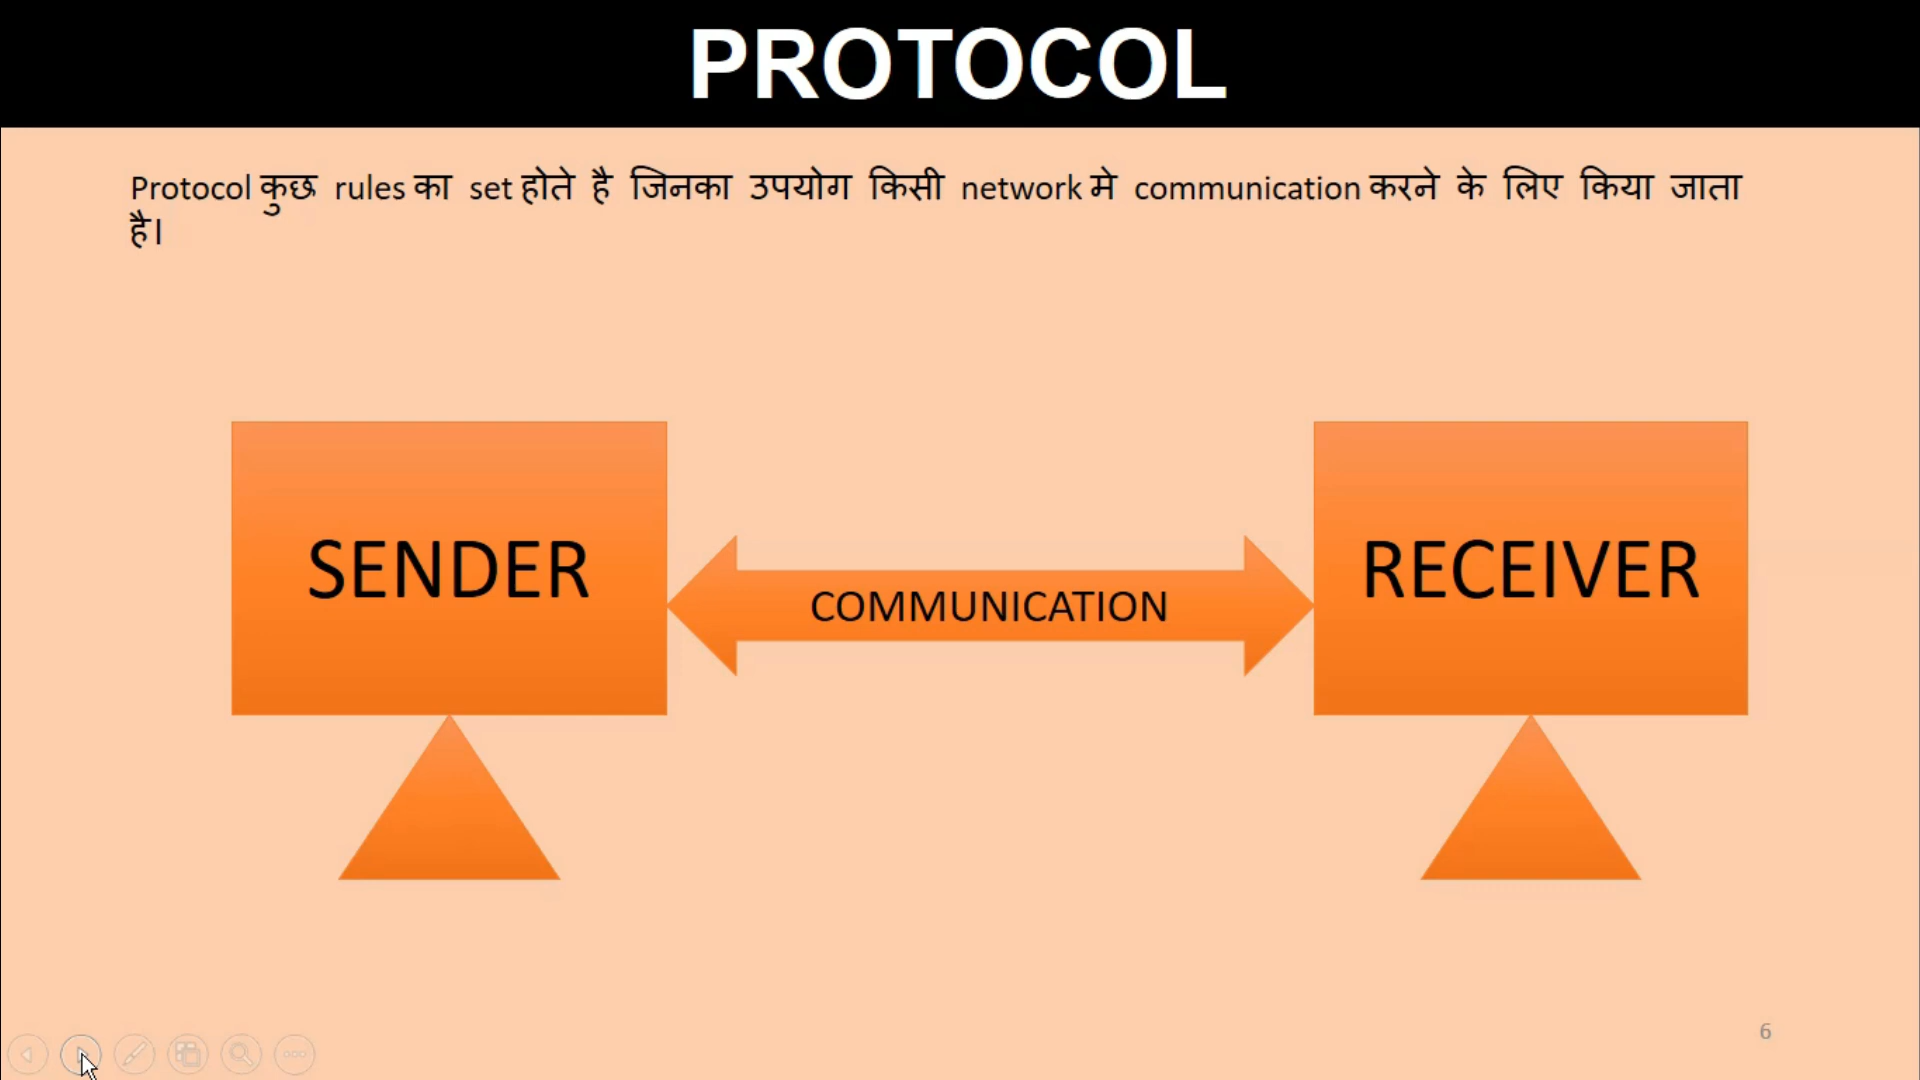 PROTOCOL
Protocol कुछ rules का set होते है जिनका उपयोग किसी network मे communication करने के लिए किया जाता
है।
SENDER
COMMUNICATION
RECEIVER
6